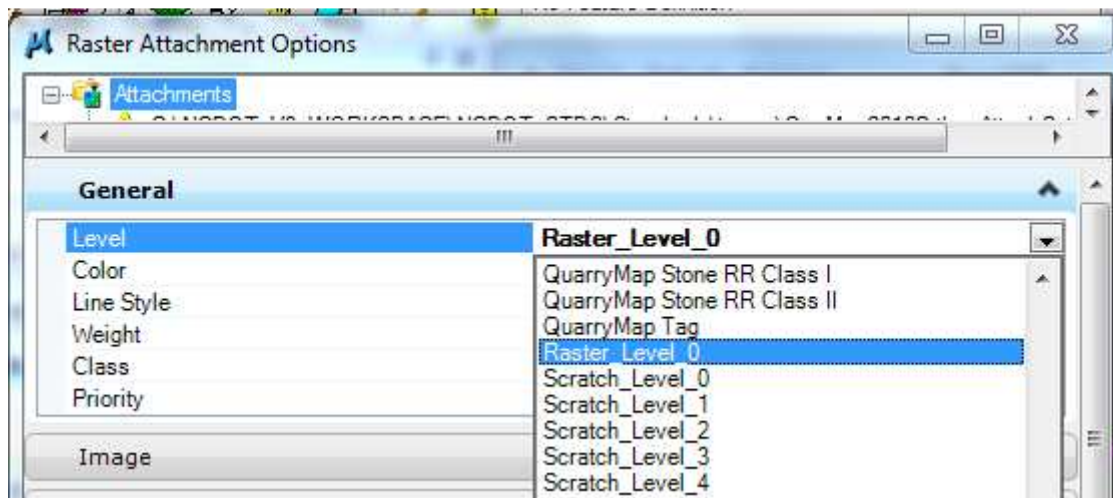 Raster Attachment Options
Attachments
General
Level Raster_Level_0
Color
Line Style
Weight
Class
Priority
QuarryMap Stone RR Class I
QuarryMap Stone RR Class II
QuarryMap Tag
Raster_Level_0
Scratch_Level_0
Scratch_Level_1
Scratch_Level_2
Scratch_Level_3
Scratch_Level_4
Image